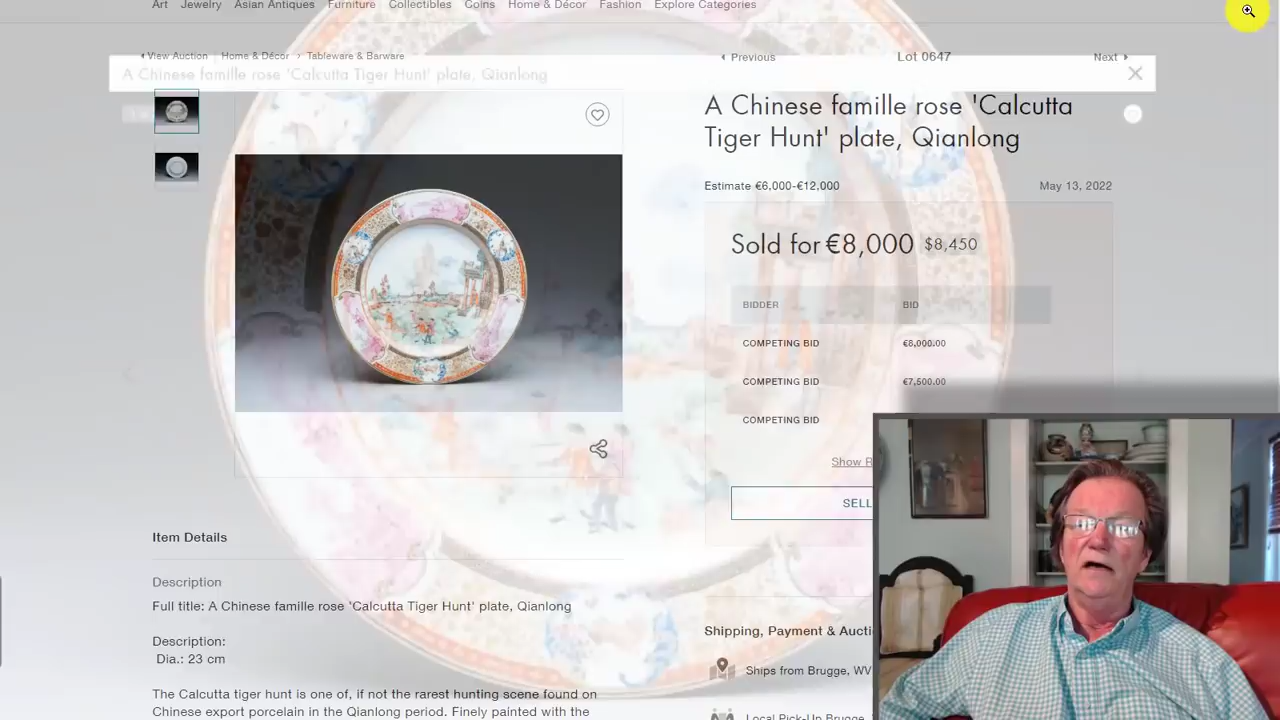 Art Jewelry Asian Antiques Furniture Collectibles Coins Home & Décor Fashion Explore Categories
View Auction Home & Décor › Tableware & Barware
Previous Lot 0647 Next
A Chinese famille rose 'Calcutta Tiger Hunt' plate, Qianlong
A Chinese famille rose 'Calcutta
Tiger Hunt' plate, Qianlong
Estimate €6,000-€12,000 May 13, 2022
Sold for €8,000 $8,450
BIDDER BID
COMPETING BID €8,000.00
COMPETING BID €7,500.00
COMPETING BID
Show
SELL
Item Details
Description
Full title: A Chinese famille rose 'Calcutta Tiger Hunt' plate, Qianlong
Description:
Dia.: 23 cm
The Calcutta tiger hunt is one of, if not the rarest hunting scene found on
Chinese export porcelain in the Qianlong period. Finely painted with the
Shipping, Payment & Aucti
Ships from Brugge, WV
Local Pick-Up Brugge,